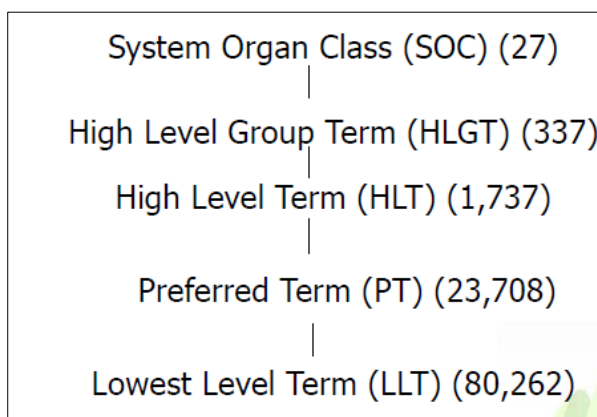 System Organ Class (SOC) (27)
High Level Group Term (HLGT) (337)
High Level Term (HLT) (1,737)
Preferred Term (PT) (23,708)
Lowest Level Term (LLT) (80,262)